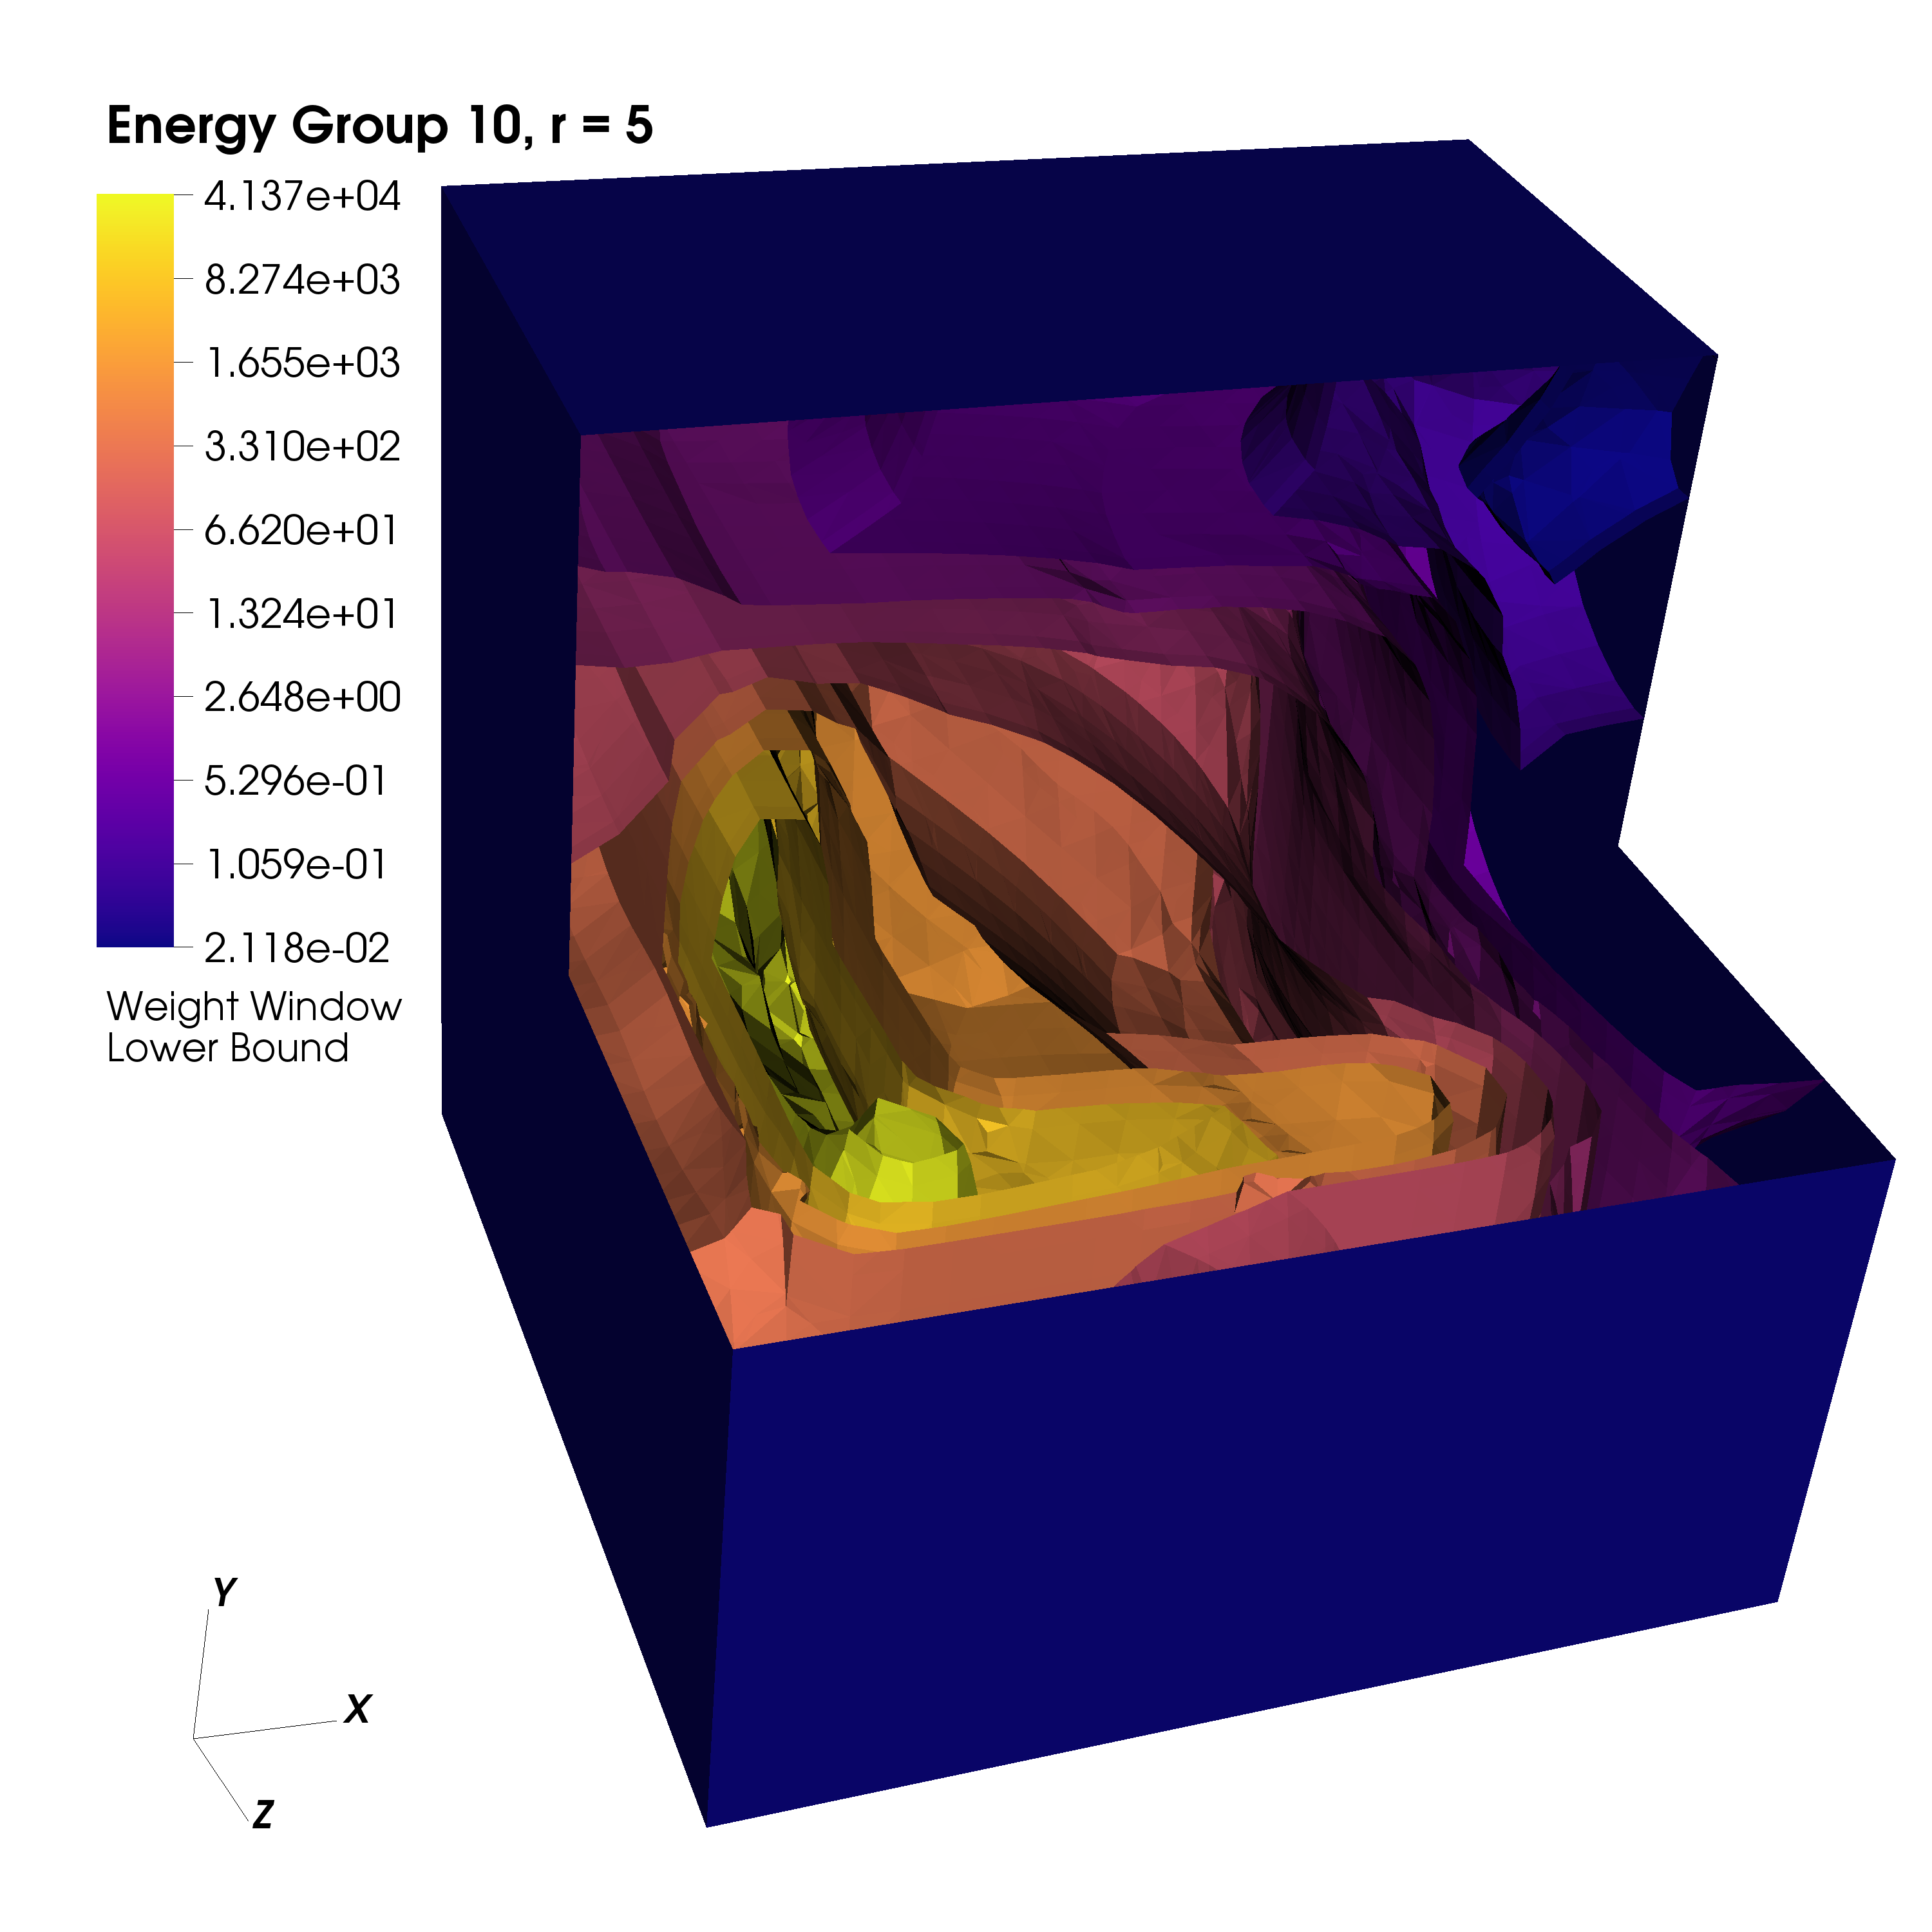 Energy Group 10, r = 5
4.137e+04
8.274e+03
1.655e+03
3.310e+02
6.620e+01
1.324e+01
2.648e+00
5.296e-01
1.059e-01
2.118e-02
Weight Window
Lower Bound
Y
X
Z